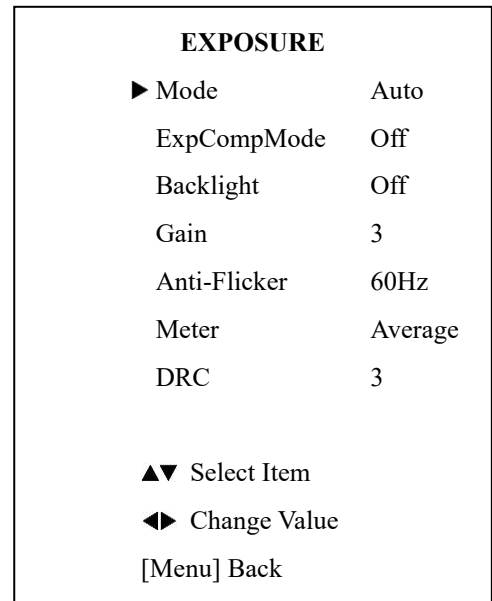 EXPOSURE
▶ Mode Auto
ExpCompMode Off
Backlight Off
Gain 3
Anti-Flicker 60Hz
Meter Average
DRC 3
▲▼ Select Item
◀▶ Change Value
[Menu] Back